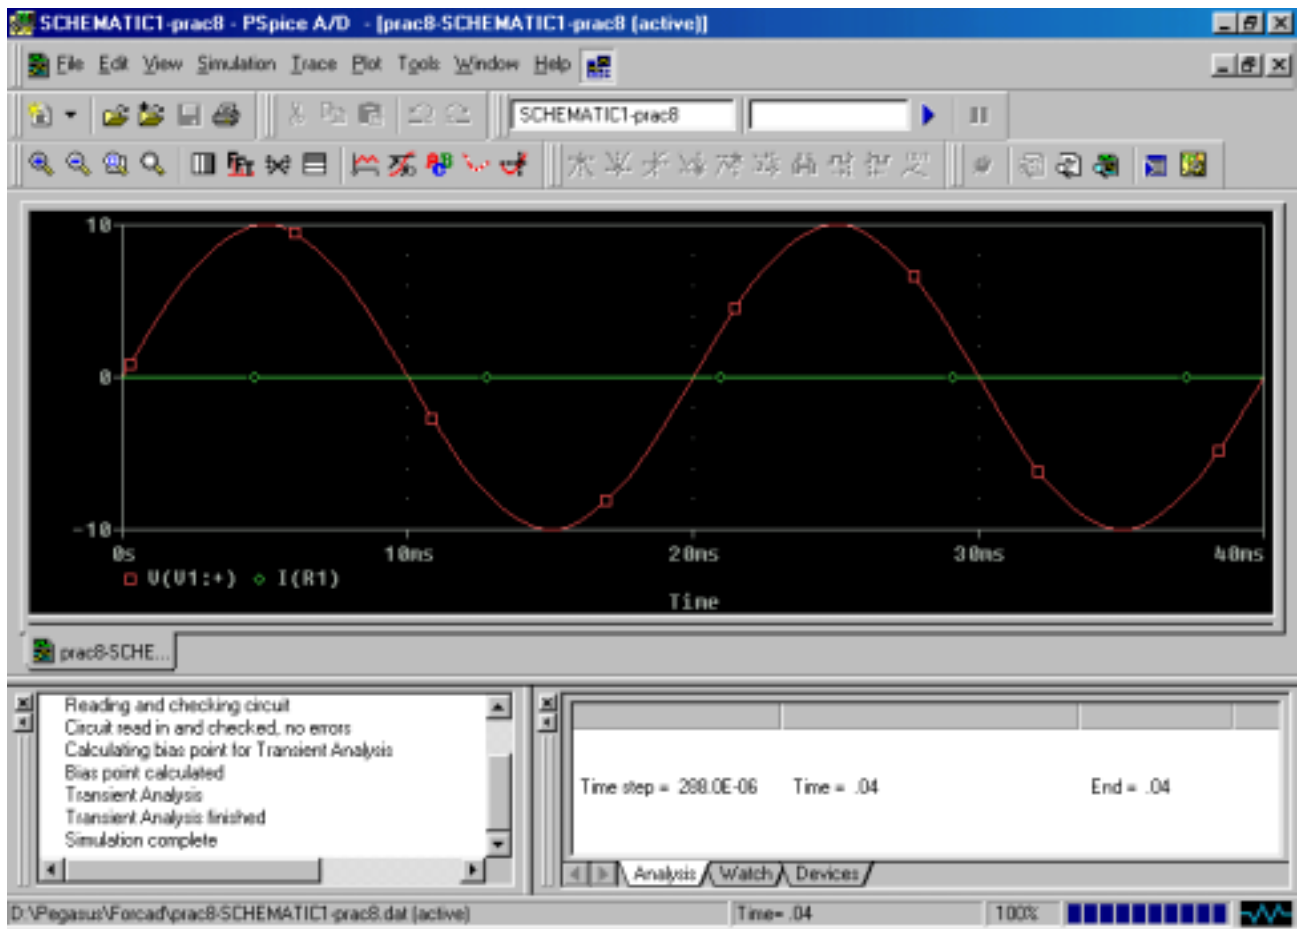 SCHEMATIC1-prac8 - PSpice A/D - [prac8-SCHEMATIC1-prac8 (active)]
File Edit View Simulation Trace Plot Tools Window Help
SCHEMATIC1-prac8
10
0
-10
0s 10ms 20ms 30ms 40ms
V(V1:+) I(R1)
Time
prac8-SCHE...
Reading and checking circuit
Circuit read in and checked, no errors
Calculating bias point for Transient Analysis
Bias point calculated
Transient Analysis
Transient Analysis finished
Simulation complete
Time step = 288.0E-06 Time = .04 End = .04
Analysis Watch Devices
D:\Pegasus\Forcad\prac8-SCHEMATIC1-prac8.dat (active) Time= .04 100%